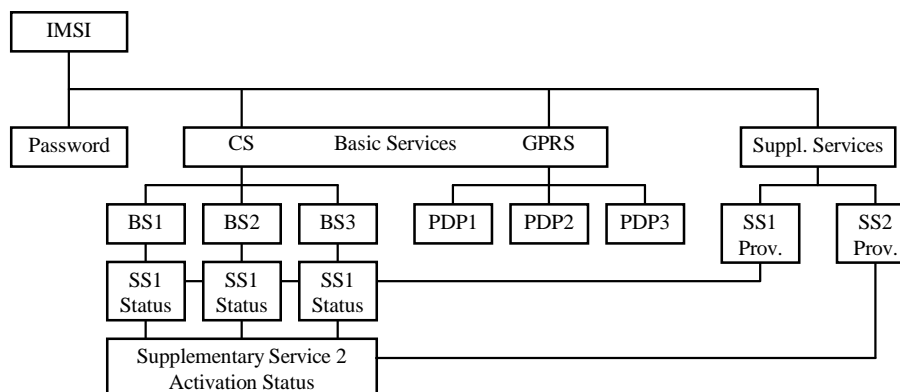 IMSI
Password
CS Basic Services GPRS
Suppl. Services
BS1 BS2 BS3 PDP1 PDP2 PDP3
SS1
Prov.
SS2
Prov.
SS1
Status
SS1
Status
SS1
Status
Supplementary Service 2
Activation Status